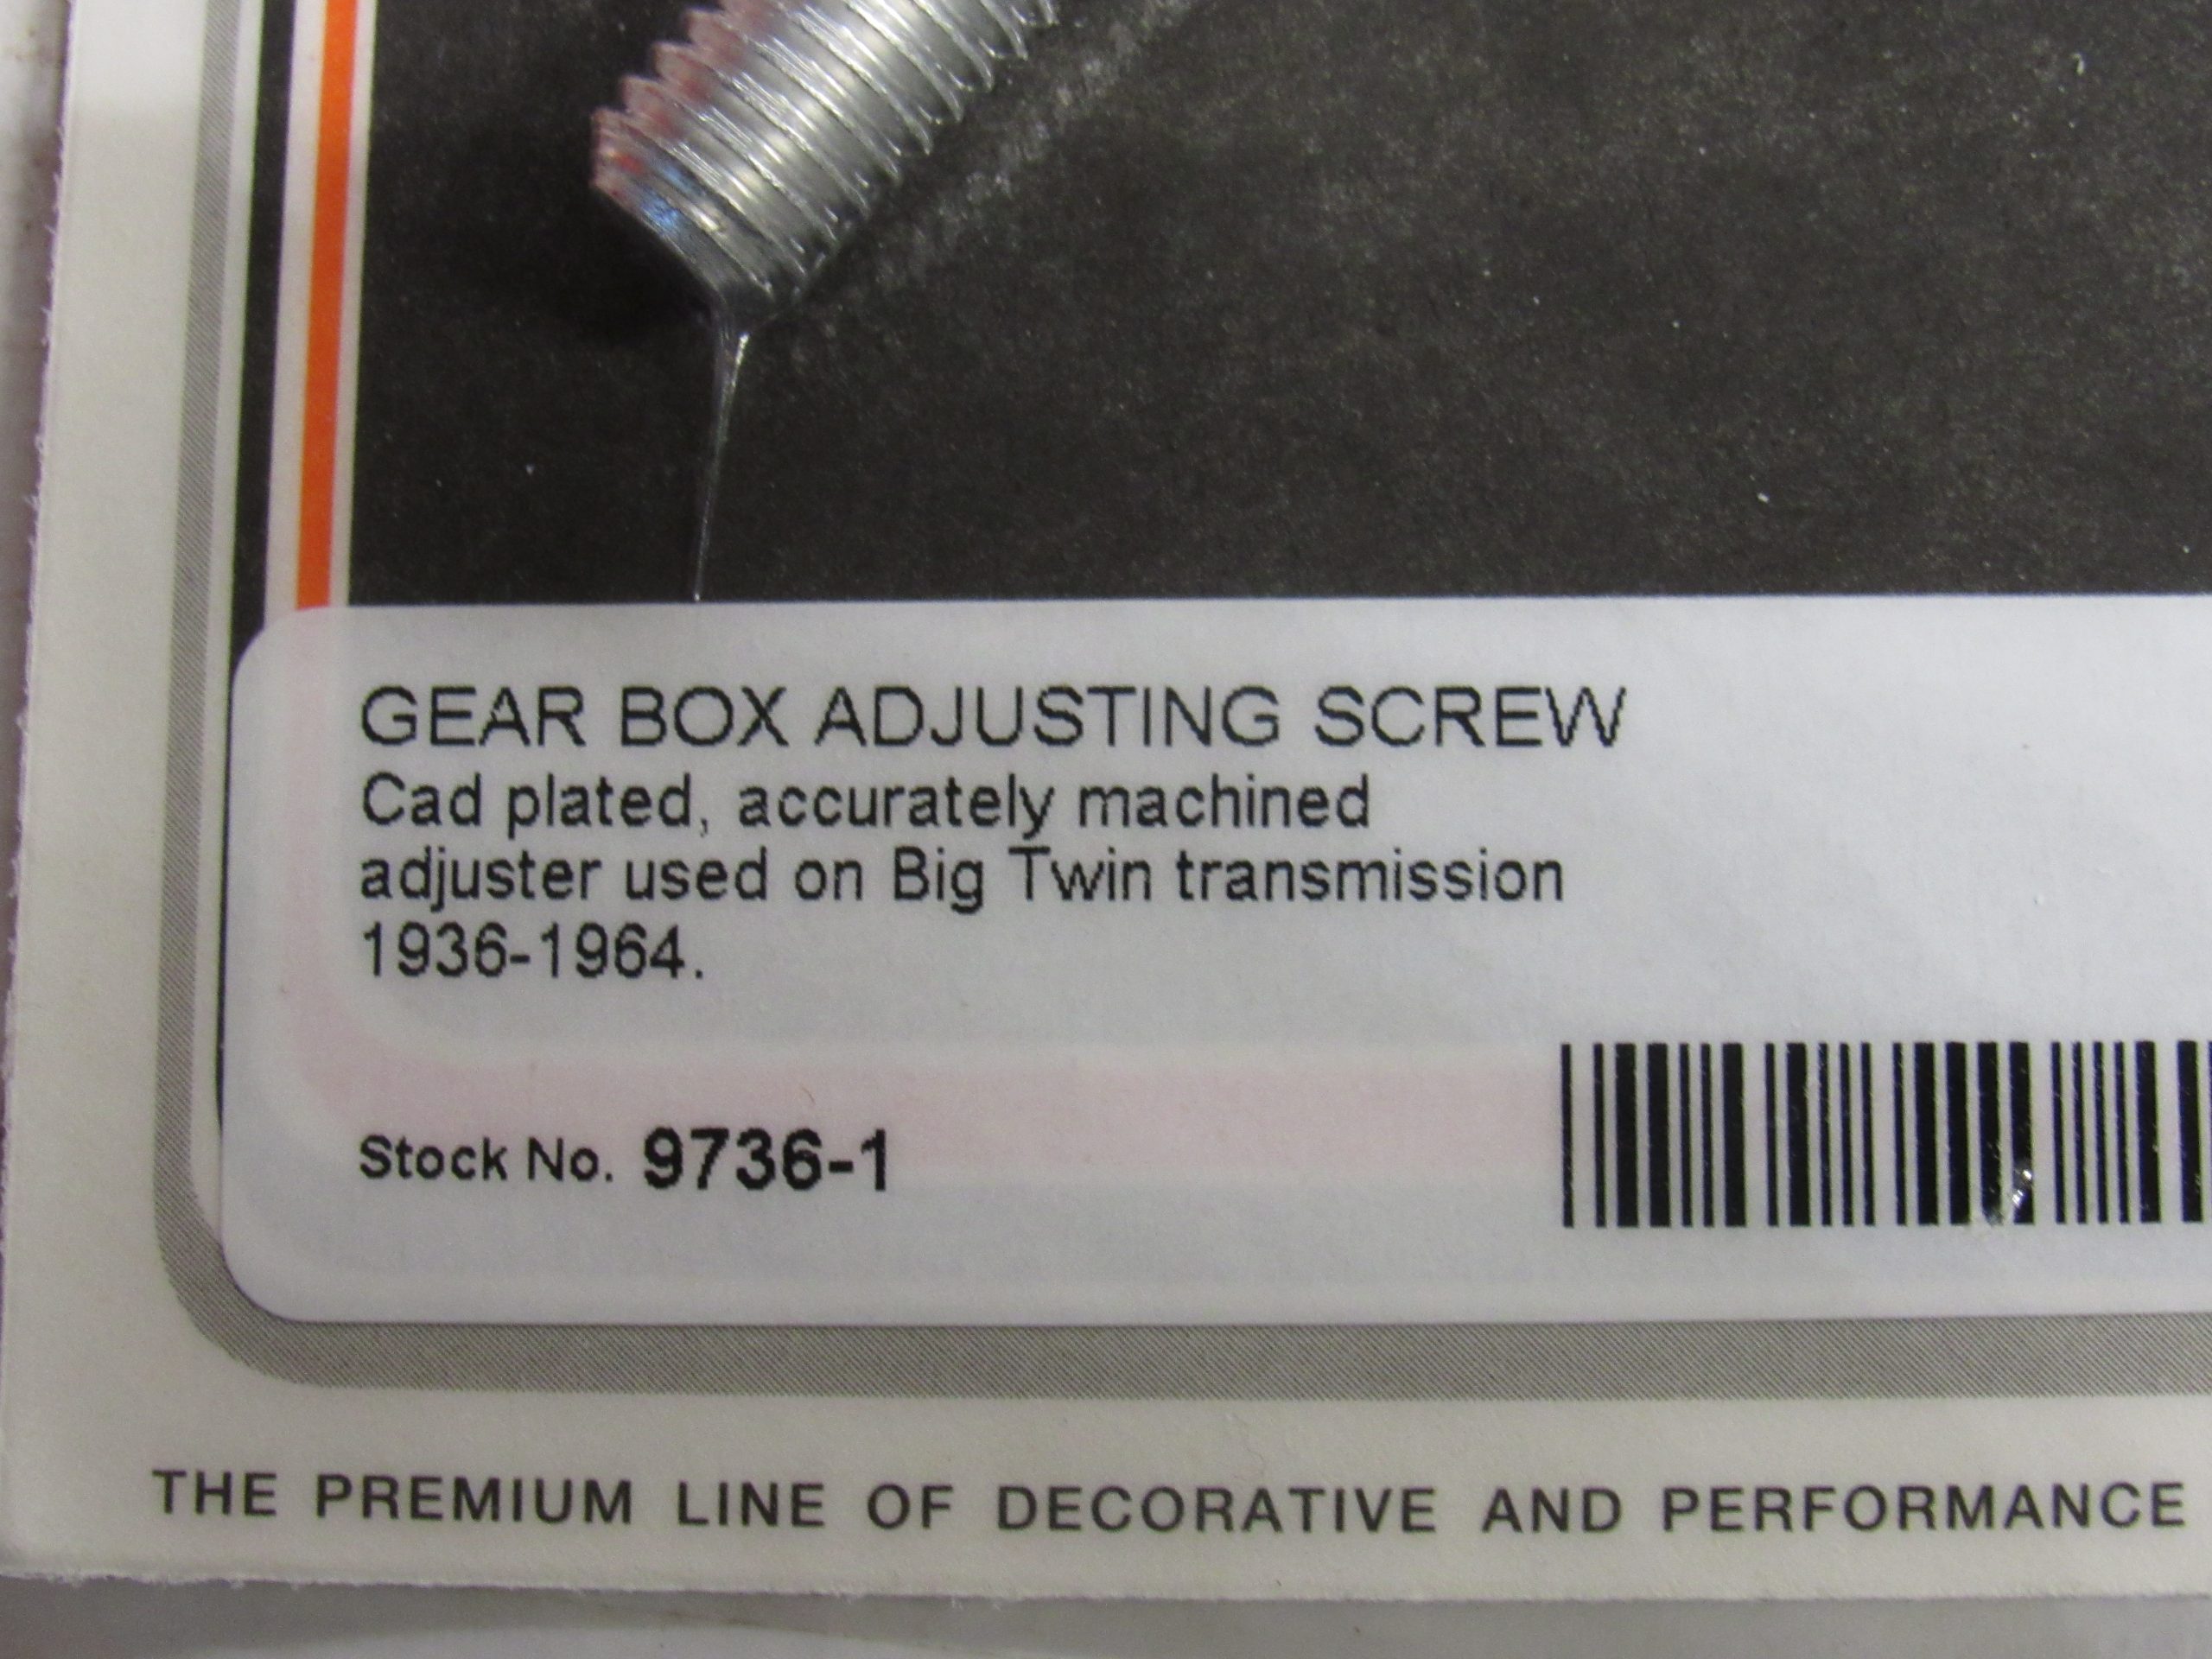 GEAR BOX ADJUSTING SCREW
Cad plated, accurately machined
adjuster used on Big Twin transmission
1936-1964.
Stock No. 9736-1
THE PREMIUM LINE OF DECORATIVE AND PERFORMANCE